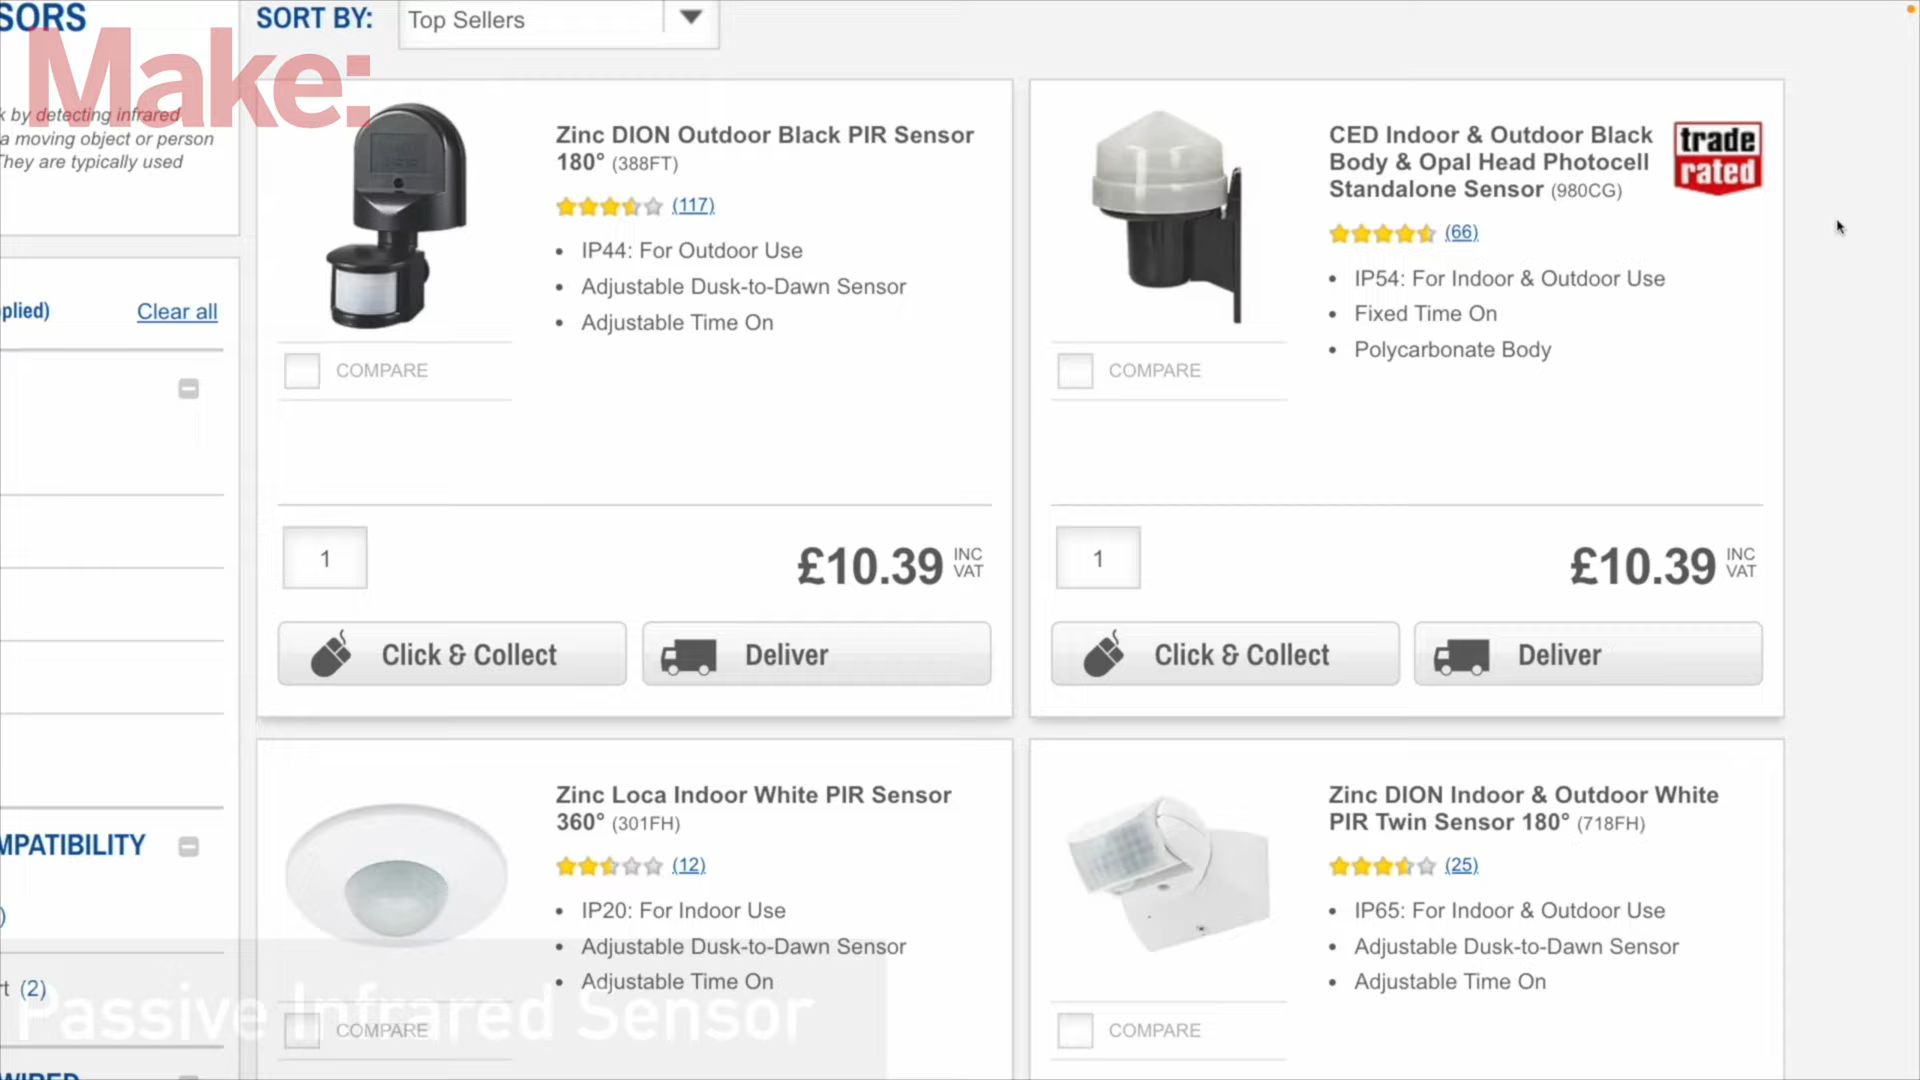 SORS
SORT BY:
Top Sellers
Make:
k by detecting infrared
a moving object or person
They are typically used
plied)
Clear all
MPATIBILITY
)
rt (2)
WIRED
Zinc DION Outdoor Black PIR Sensor
180° (388FT)
(117)
• IP44: For Outdoor Use
• Adjustable Dusk-to-Dawn Sensor
• Adjustable Time On
COMPARE
1
£10.39 INC
VAT
Click & Collect
Deliver
CED Indoor & Outdoor Black
Body & Opal Head Photocell
Standalone Sensor (980CG)
trade
rated
(66)
• IP54: For Indoor & Outdoor Use
• Fixed Time On
• Polycarbonate Body
COMPARE
1
£10.39 INC
VAT
Click & Collect
Deliver
Zinc Loca Indoor White PIR Sensor
360° (301FH)
(12)
• IP20: For Indoor Use
• Adjustable Dusk-to-Dawn Sensor
• Adjustable Time On
COMPARE
Zinc DION Indoor & Outdoor White
PIR Twin Sensor 180° (718FH)
(25)
• IP65: For Indoor & Outdoor Use
• Adjustable Dusk-to-Dawn Sensor
• Adjustable Time On
COMPARE
Passive Infrared Sensor